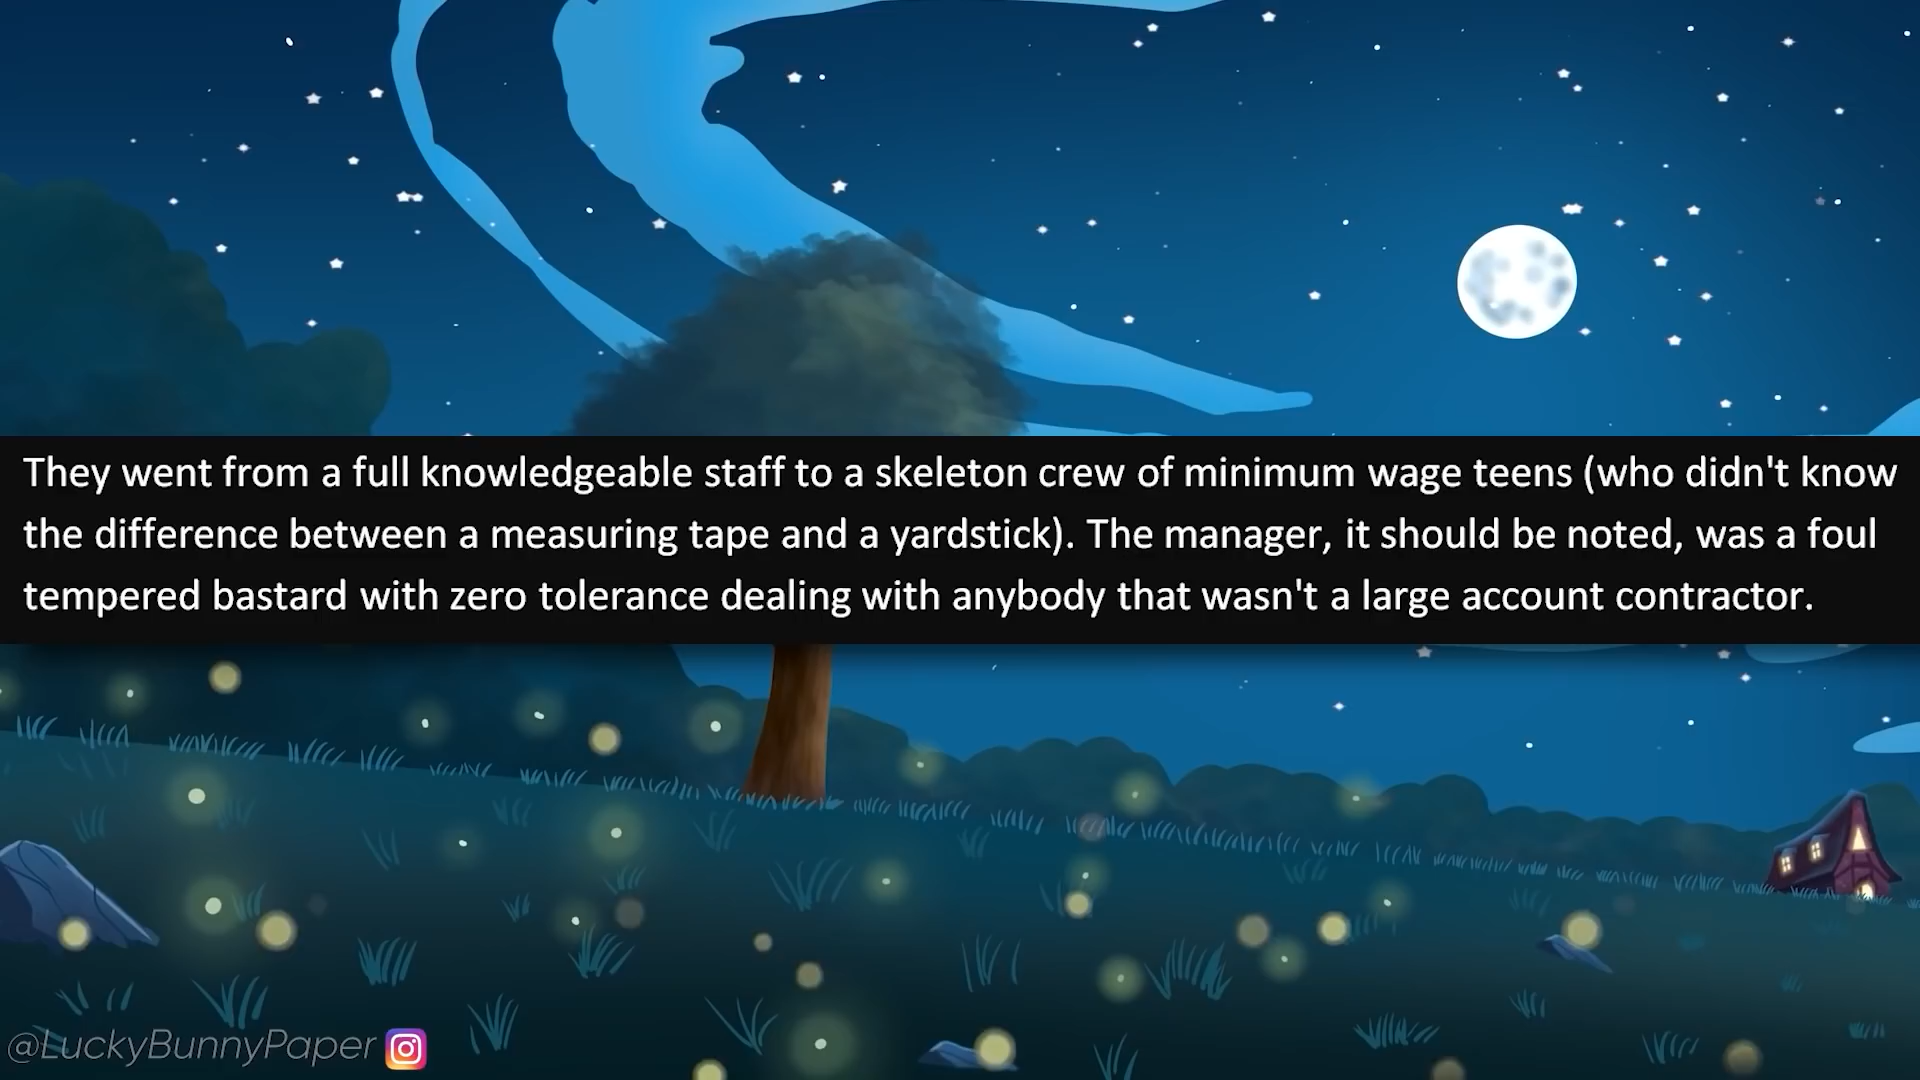 They went from a full knowledgeable staff to a skeleton crew of minimum wage teens (who didn't know
the difference between a measuring tape and a yardstick). The manager, it should be noted, was a foul
tempered bastard with zero tolerance dealing with anybody that wasn't a large account contractor.
@LuckyBunnyPaper